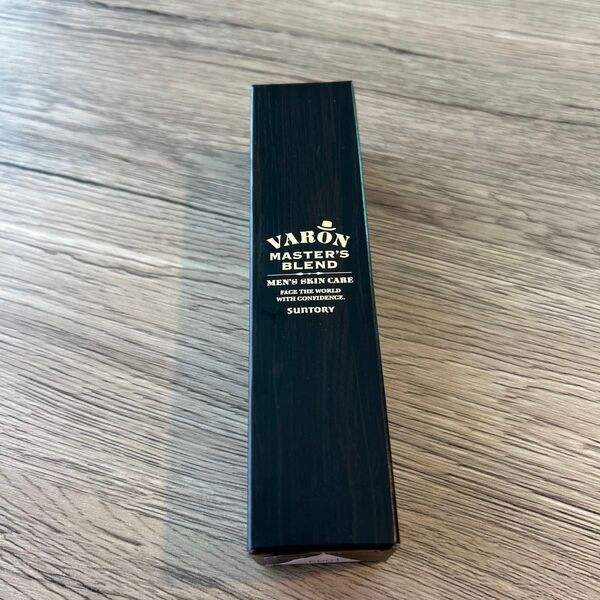 VARON
MASTER'S
BLEND
MEN'S SKIN CARE
FACE THE WORLD
WITH CONFIDENCE.
SUNTORY